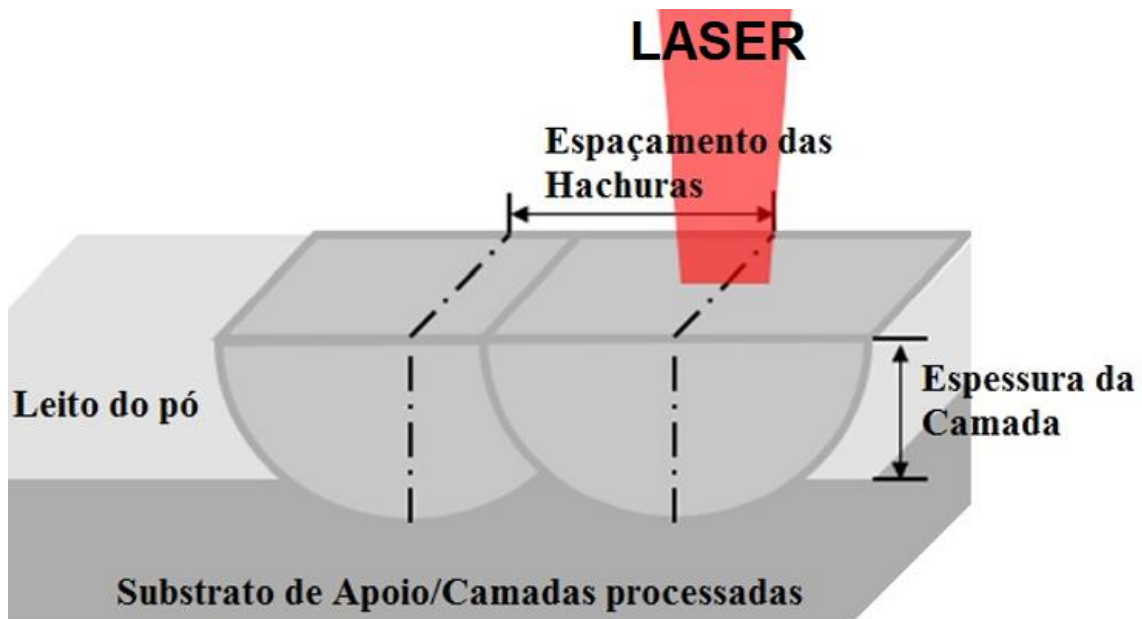 LASER
Espaçamento das
Hachuras
Leito do pó
Espessura da
Camada
Substrato de Apoio/Camadas processadas